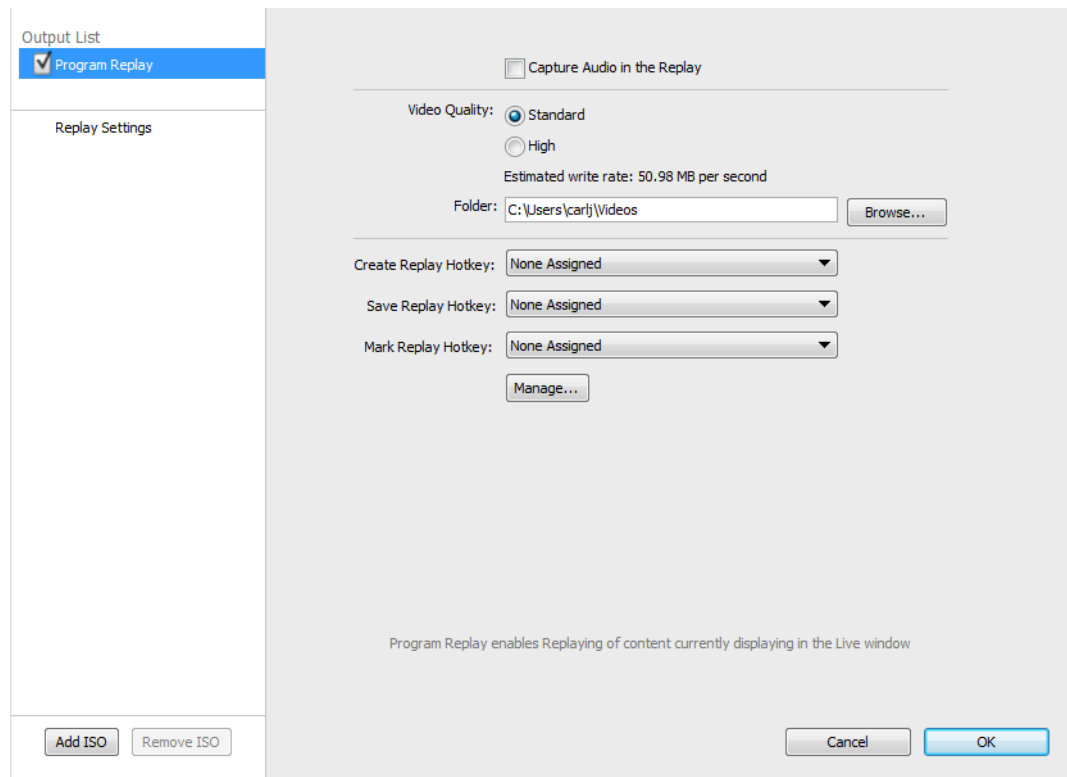 Output List
Program Replay
Replay Settings
Capture Audio in the Replay
Video Quality: Standard
High
Estimated write rate: 50.98 MB per second
Folder: C:\Users\carlj\Videos Browse...
Create Replay Hotkey: None Assigned
Save Replay Hotkey: None Assigned
Mark Replay Hotkey: None Assigned
Manage...
Program Replay enables Replaying of content currently displaying in the Live window
Add ISO Remove ISO Cancel OK